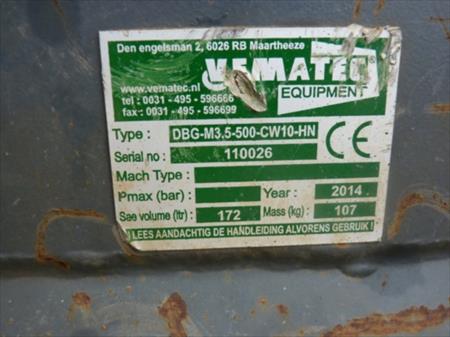 Den engelsman 2, 6026 RB Maartheeze
www.vematec.nl
VEMATEC®
EQUIPMENT
tel : 0031 - 495 - 596666
fax : 0031 - 495 - 596699
Type : DBG-M3,5-500-CW10-HN
CE
Serial no : 110026
Mach Type :
Pmax (bar) : Year : 2014
Sae volume (ltr) : 172 Mass (kg) : 107
! LEES AANDACHTIG DE HANDLEIDING ALVORENS GEBRUIK !